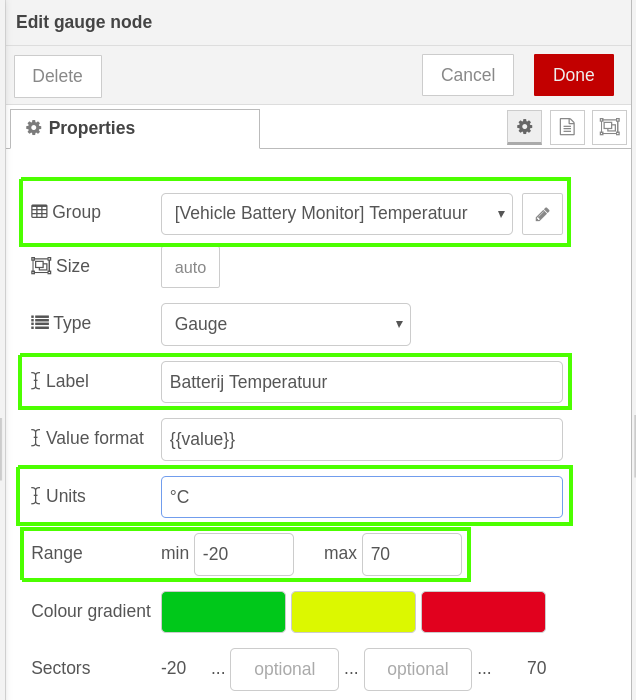 Edit gauge node
Delete Cancel Done
Properties
Group [Vehicle Battery Monitor] Temperatuur
Size auto
Type Gauge
Label Batterij Temperatuur
Value format {{value}}
Units °C
Range min -20 max 70
Colour gradient
Sectors -20 ... optional ... optional ... 70